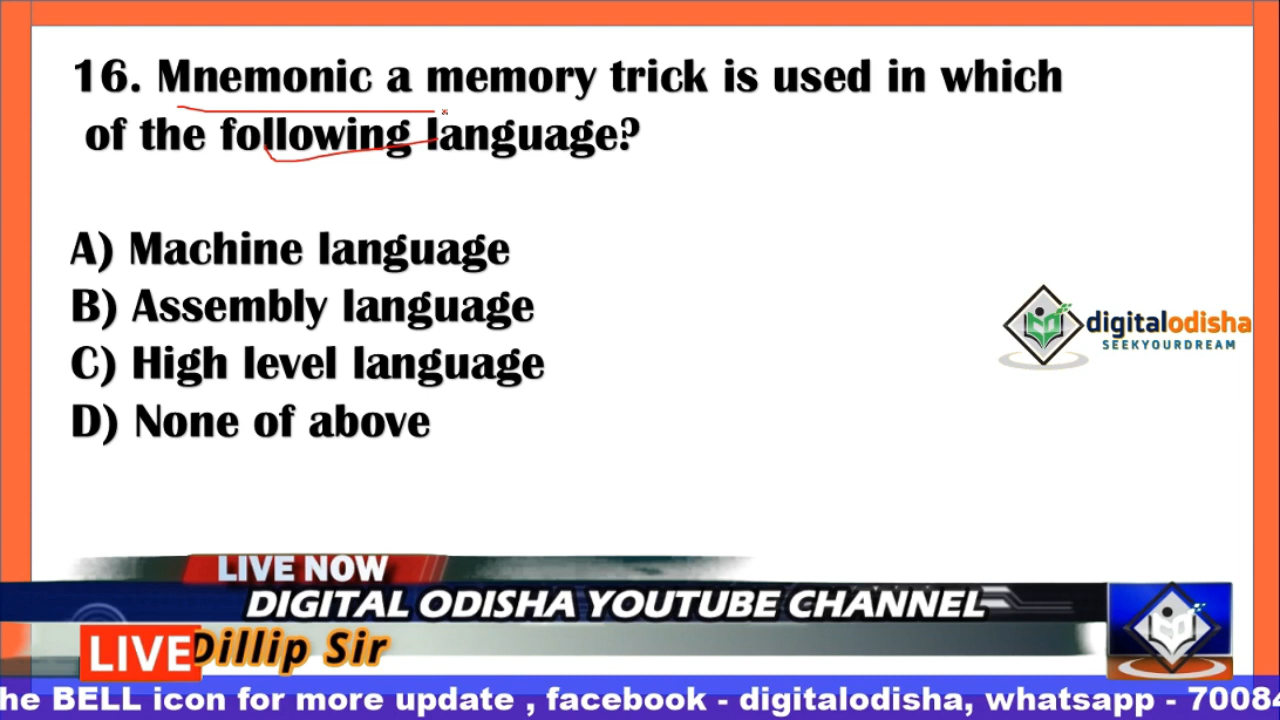 16. Mnemonic a memory trick is used in which
of the following language?
A) Machine language
B) Assembly language
C) High level language
D) None of above
digitalodisha
SEEKYOURDREAM
LIVE NOW
DIGITAL ODISHA YOUTUBE CHANNEL
LIVE Dillip Sir
he BELL icon for more update , facebook - digitalodisha, whatsapp - 7008